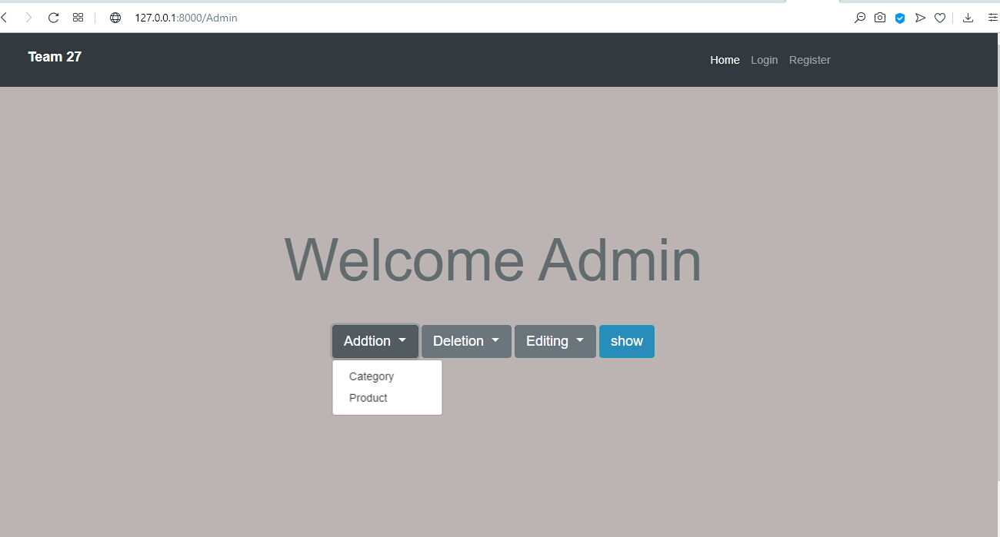 127.0.0.1:8000/Admin
Team 27
Home Login Register
Welcome Admin
Addtion Deletion Editing show
Category
Product